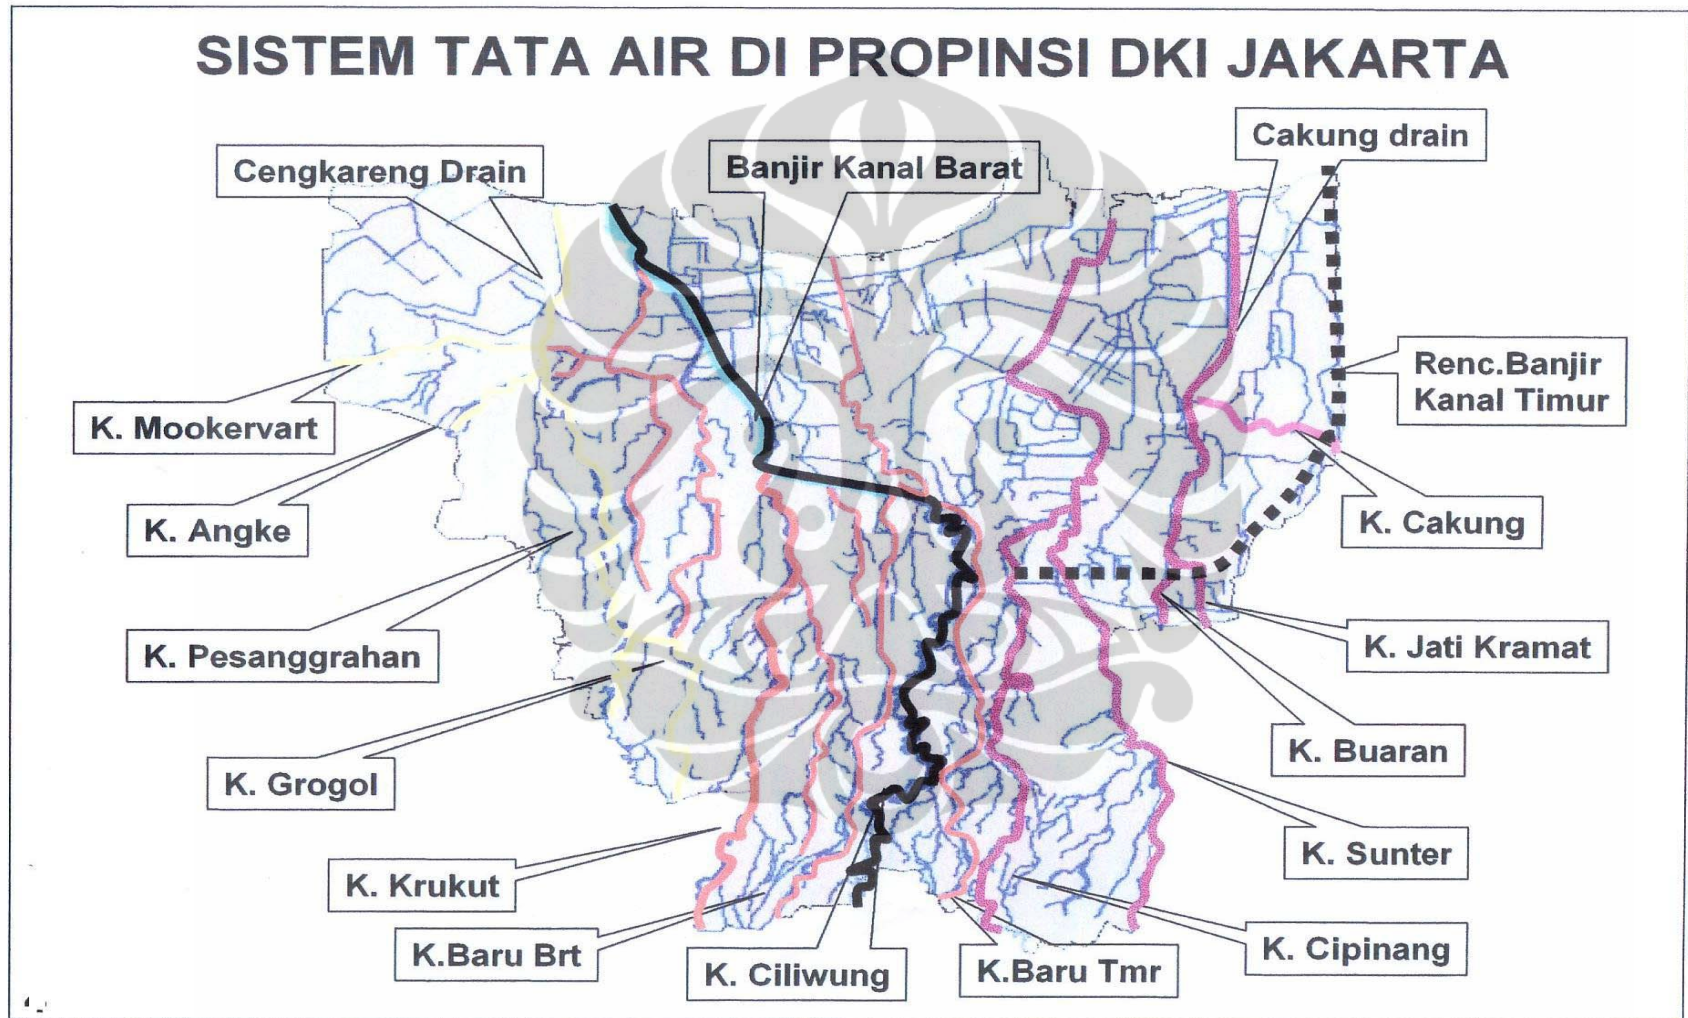 SISTEM TATA AIR DI PROPINSI DKI JAKARTA
Cengkareng Drain
Banjir Kanal Barat
Cakung drain
Renc.Banjir
Kanal Timur
K. Mookervart
K. Angke
K. Cakung
K. Pesanggrahan
K. Jati Kramat
K. Grogol
K. Buaran
K. Krukut
K. Sunter
K.Baru Brt
K. Ciliwung
K.Baru Tmr
K. Cipinang